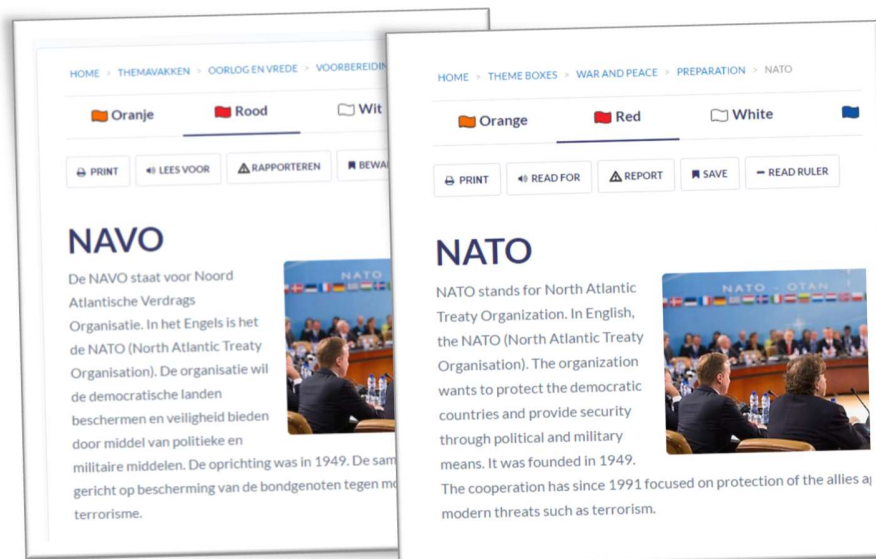 HOME > THEMAVAKKEN > OORLOG EN VREDE >
Oranje Rood Wit
PRINT LEES VOOR RAPPORTEREN
NAVO
De NAVO staat voor Noord
Atlantische Verdrags
Organisatie. In het Engels is het
de NATO (North Atlantic Treaty
Organisation). De organisatie wil
de democratische landen
beschermen en veiligheid bieden
door middel van politieke en
militaire middelen. De oprichting was in 1949. De
gericht op bescherming van de bondgenoten tegen
terrorisme.
NATO
HOME > THEME BOXES > WAR AND PEACE > PREPARATION > NATO
Orange Red White
PRINT READ FOR REPORT SAVE READ RULER
NATO
NATO stands for North Atlantic
Treaty Organization. In English,
the NATO (North Atlantic Treaty
Organisation). The organization
wants to protect the democratic
countries and provide security
through political and military
means. It was founded in 1949.
The cooperation has since 1991 focused on protection of the allies
modern threats such as terrorism.
NATO - OTAN